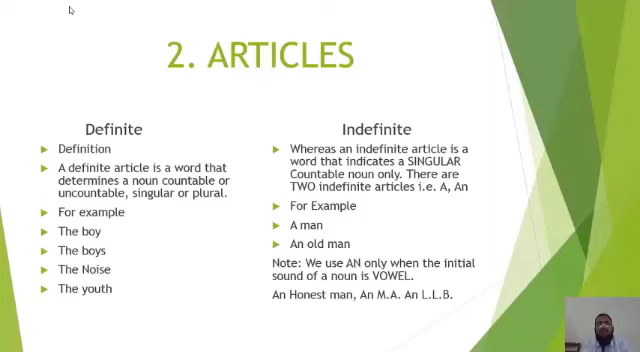 2. ARTICLES
Definite
Definition
A definite article is a word that
determines a noun countable or
uncountable, singular or plural.
For example
The boy
The boys
The Noise
The youth
Indefinite
Whereas an indefinite article is a
word that indicates a SINGULAR
Countable noun only. There are
TWO indefinite articles i.e. A, An
For Example
A man
An old man
Note: We use AN only when the initial
sound of a noun is VOWEL.
An Honest man, An M.A. An L.L.B.